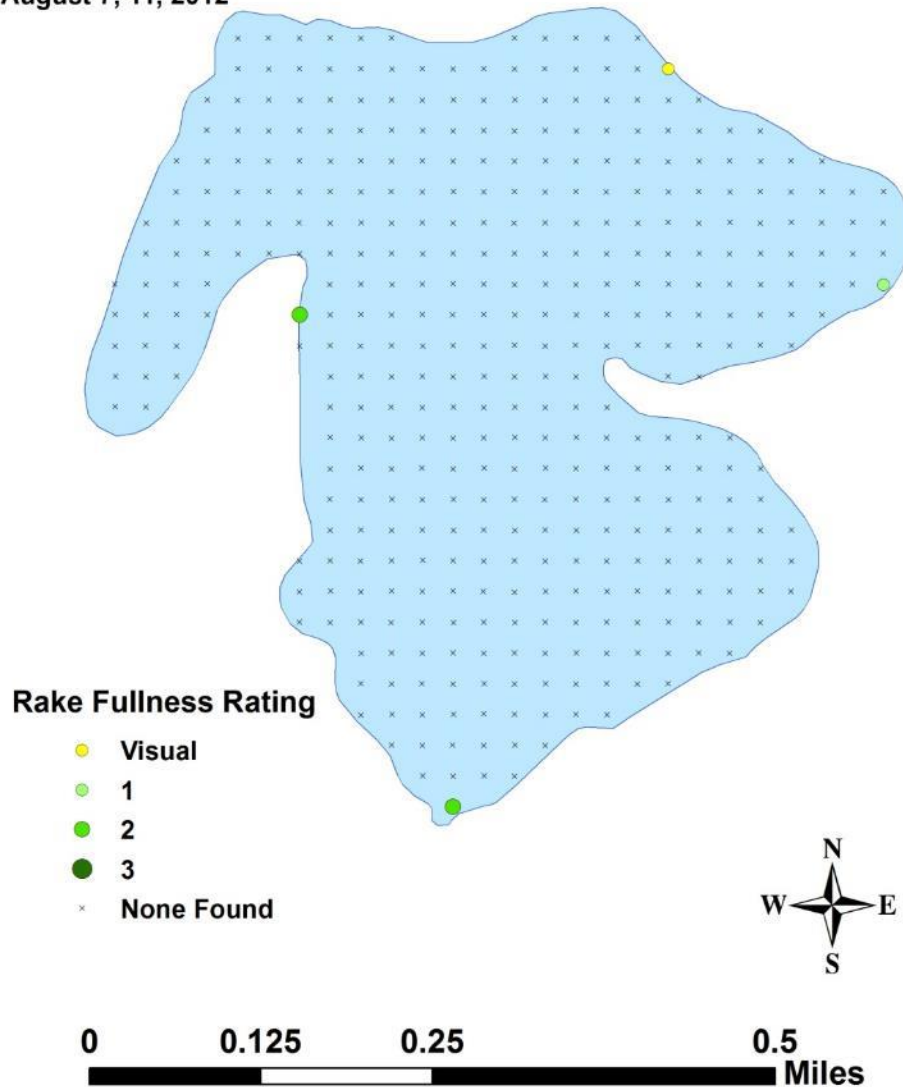 August 7, 11, 2012
Rake Fullness Rating
Visual
1
2
3
None Found
N
W E
S
0 0.125 0.25 0.5
Miles